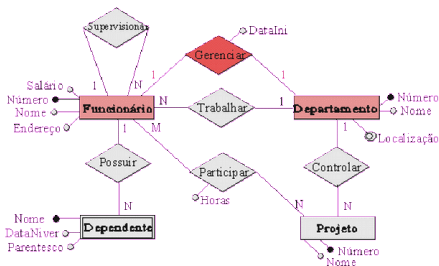 Supervisionar
DataIni
Gerenciar
Salário
1
N
1
1
Número
Nome
Endereço
Funcionário
N
Trabalhar
1
Departamento
Número
Nome
Localização
1
M
1
Possuir
Participar
Controlar
Horas
N
N
N
Nome
DataNiver
Parentesco
Dependente
Projeto
Número
Nome